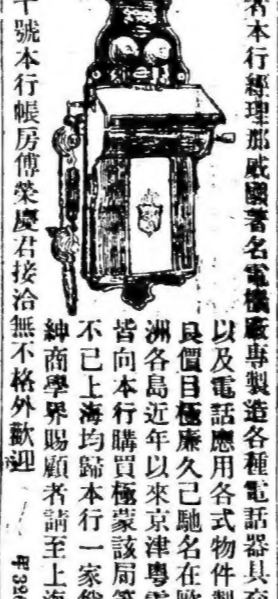 者本行經理那威國著名電機廠專製造各種電話器具充
以及電話應用各式物件製
良價目極廉久已馳名在歐
洲各島近年以來京津粵電
皆向本行購買極蒙該局等
不已上海均歸本行一家
紳商學界賜顧者請至上海
十號本行帳房傅榮慶君接洽無不格外歡迎